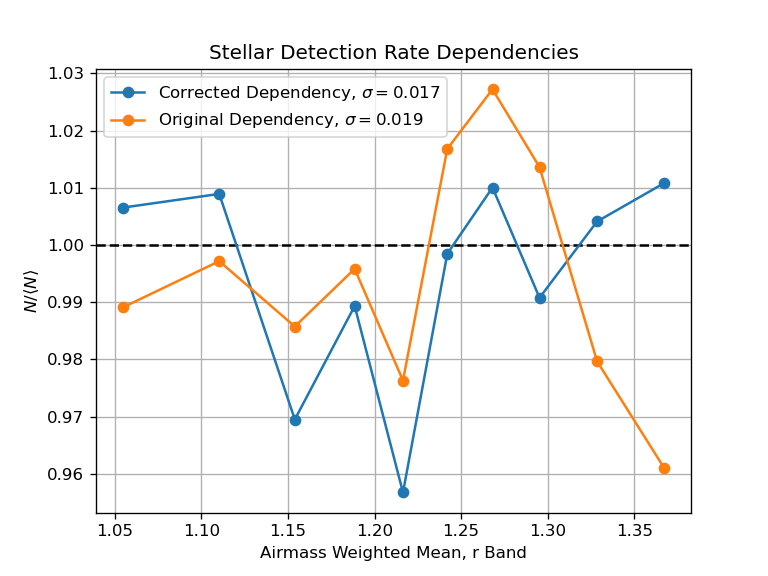 Stellar Detection Rate Dependencies
1.03
1.02
1.01
1.00
0.99
0.98
0.97
0.96
N/⟨N⟩
Corrected Dependency, σ = 0.017
Original Dependency, σ = 0.019
1.05 1.10 1.15 1.20 1.25 1.30 1.35
Airmass Weighted Mean, r Band